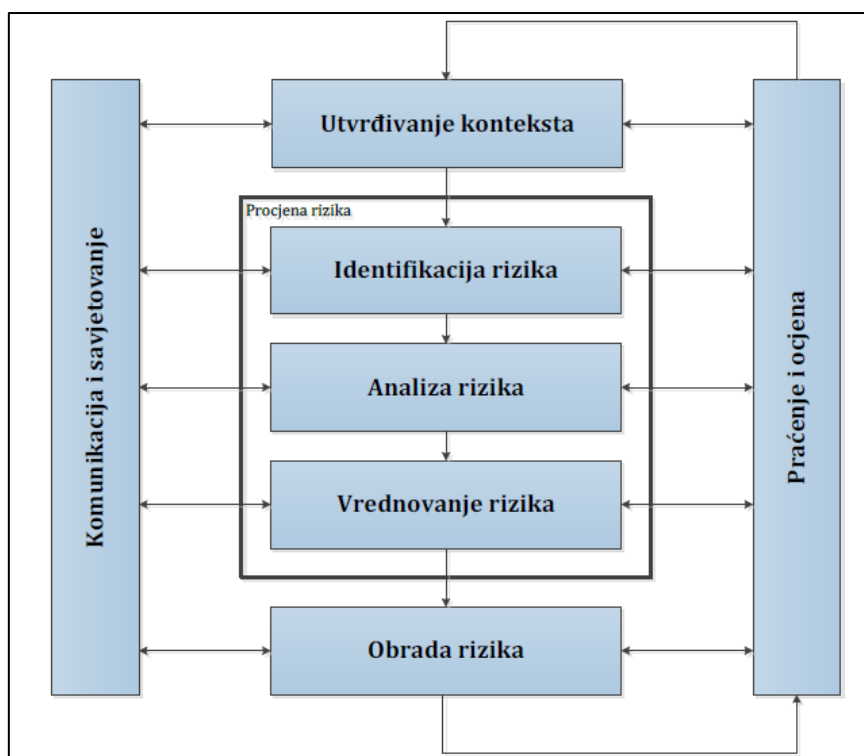 Utvrđivanje konteksta
Procjena rizika
Identifikacija rizika
Analiza rizika
Vrednovanje rizika
Obrada rizika
Komunikacija i savjetovanje
Praćenje i ocjena